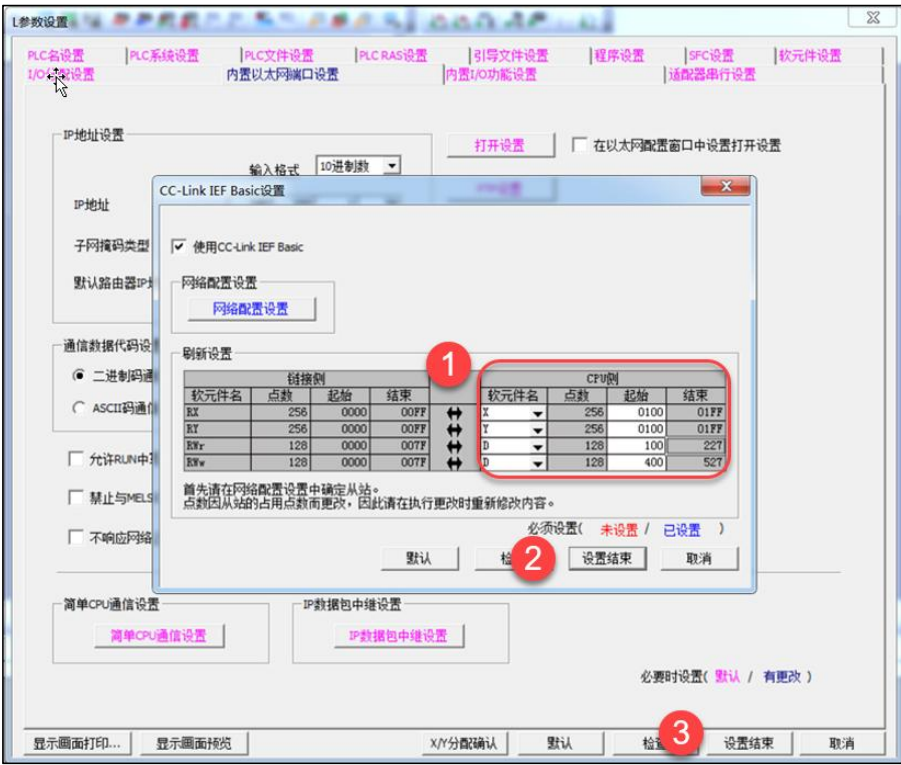 L参数设置
PLC名设置 PLC系统设置 PLC文件设置 PLC RAS设置 引导文件设置 程序设置 SFC设置 软元件设置
内置以太网端口设置 内置I/O功能设置 适配器串行设置
IP地址设置
打开设置 在以太网配置窗口中设置打开设置
输入格式 10进制数
CC-Link IEF Basic设置
IP地址
子网掩码类型 使用CC-Link IEF Basic
默认路由器IP
网络配置设置
网络配置设置
通信数据代码设
刷新设置
1
二进制码通
链接侧 CPU侧
软元件名 点数 起始 结束 软元件名 点数 起始 结束
ASCII码通信
RX 256 0000 00FF X 256 0100 01FF
RY 256 0000 00FF Y 256 0100 01FF
RWr 128 0000 007F D 128 100 227
RWw 128 0000 007F D 128 400 527
允许RUN中
首先请在网络配置设置中确定从站。
禁止与MELS
点数因从站的占用点数而更改，因此请在执行更改时重新修改内容。
不响应网络
必须设置( 未设置 / 已设置 )
默认 检 2 设置结束 取消
简单CPU通信设置 IP数据包中继设置
简单CPU通信设置 IP数据包中继设置
必要时设置( 默认 / 有更改 )
显示画面打印... 显示画面预览 X/Y分配确认 默认 检查 3 设置结束 取消